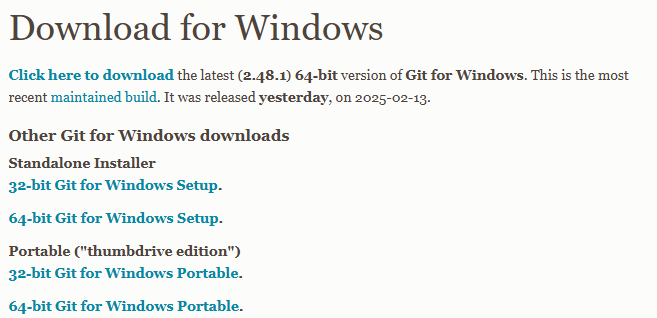 Download for Windows
Click here to download the latest (2.48.1) 64-bit version of Git for Windows. This is the most
recent maintained build. It was released yesterday, on 2025-02-13.
Other Git for Windows downloads
Standalone Installer
32-bit Git for Windows Setup.
64-bit Git for Windows Setup.
Portable ("thumbdrive edition")
32-bit Git for Windows Portable.
64-bit Git for Windows Portable.